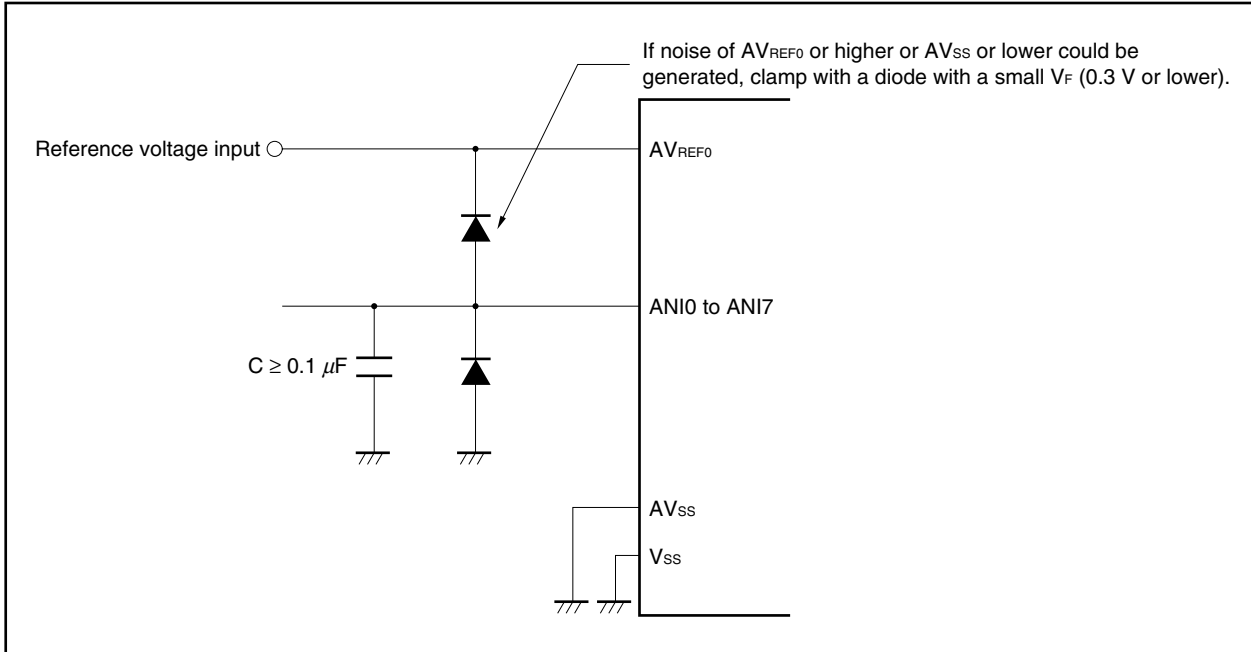 If noise of AVREF0 or higher or AVSS or lower could be
generated, clamp with a diode with a small VF (0.3 V or lower).
Reference voltage input
AVREF0
ANI0 to ANI7
C ≥ 0.1 μF
AVSS
VSS